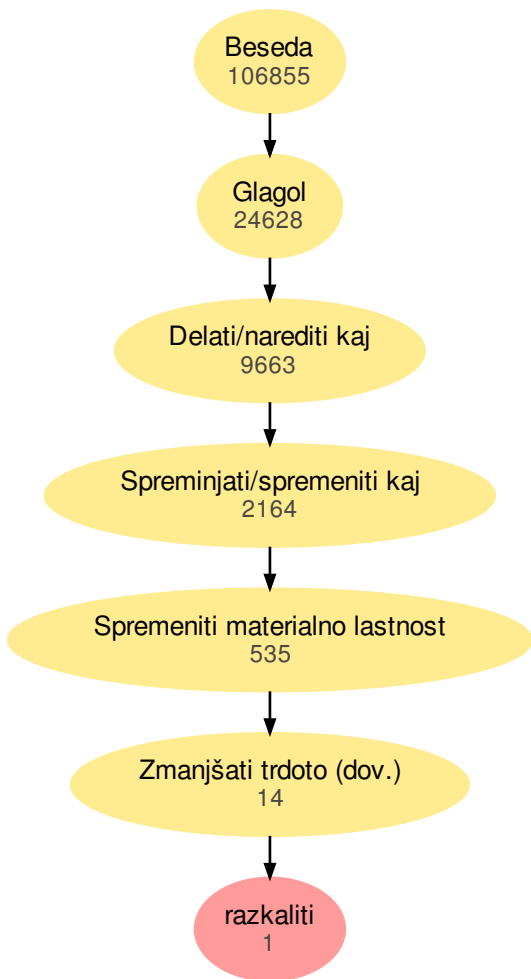 Beseda
106855
Glagol
24628
Delati/narediti kaj
9663
Spreminjati/spremeniti kaj
2164
Spremeniti materialno lastnost
535
Zmanjšati trdoto (dov.)
14
razkaliti
1